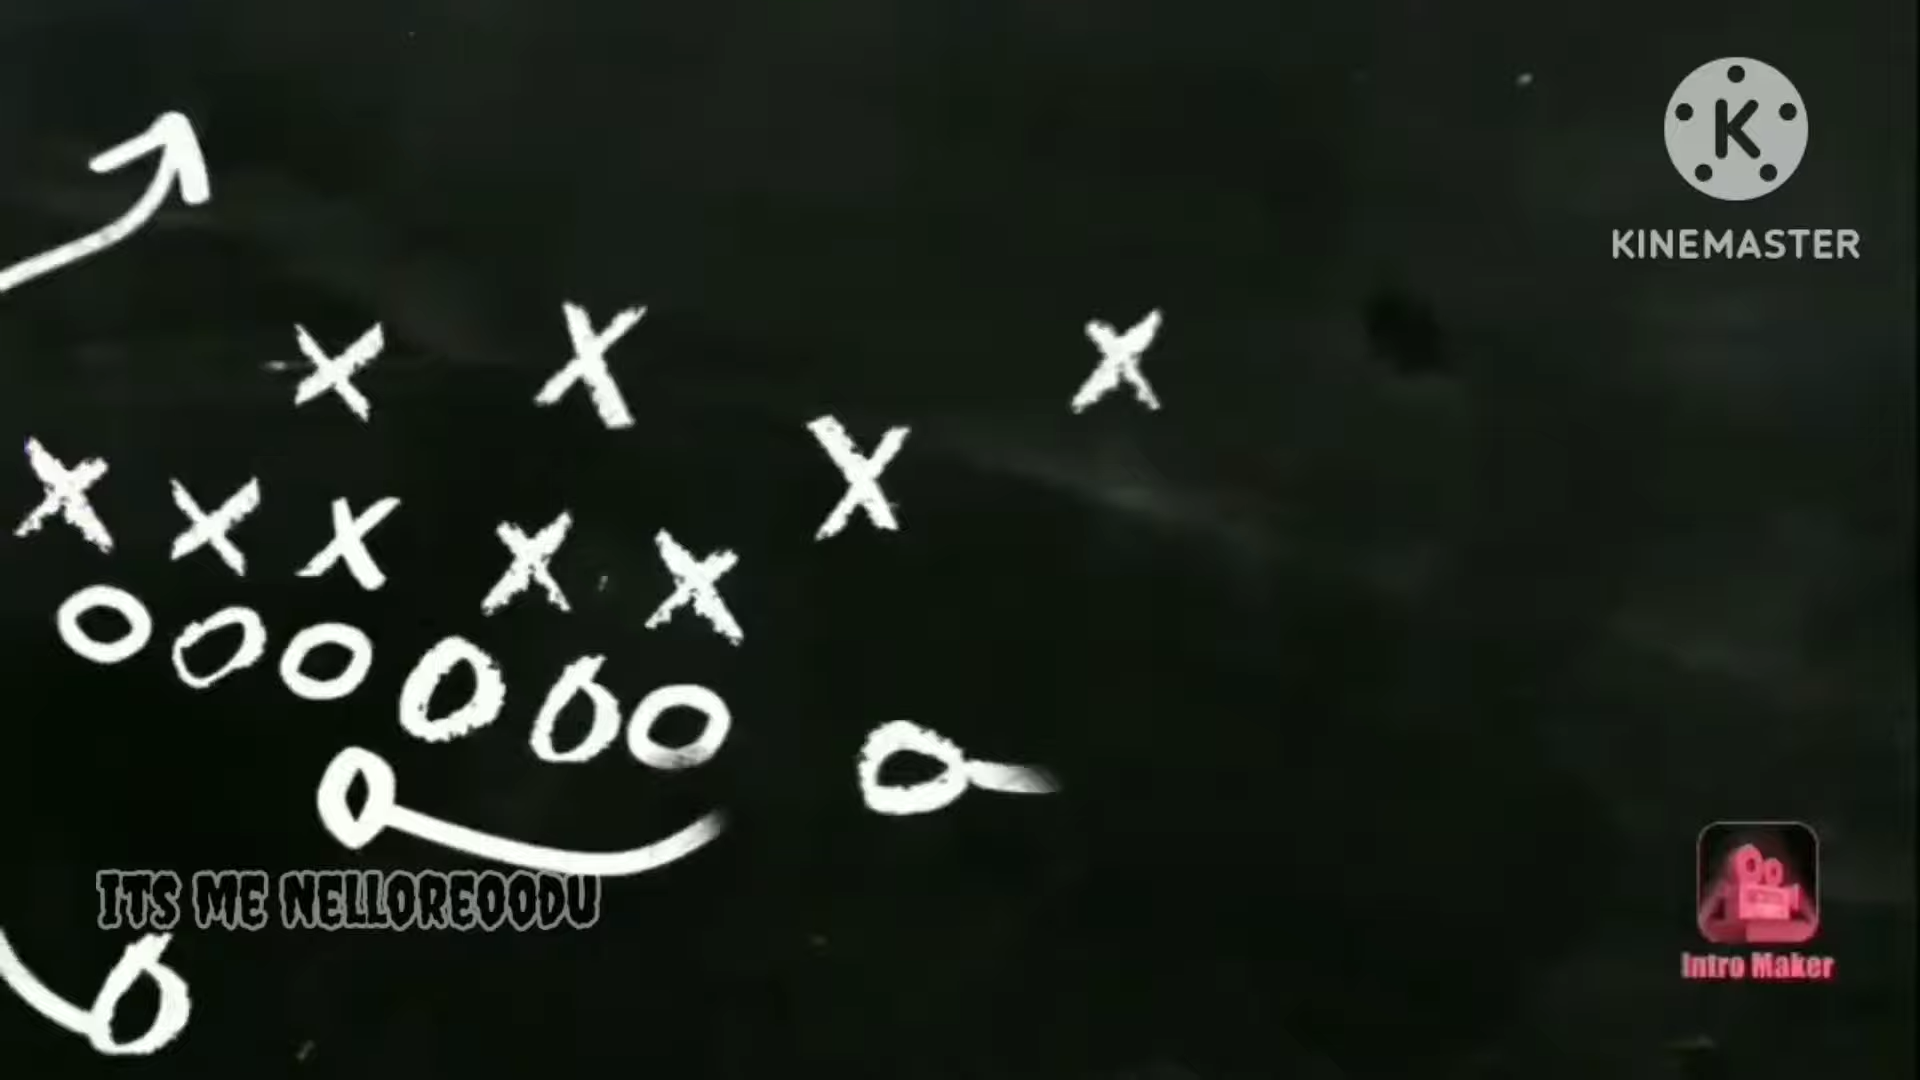 K
KINEMASTER
X X X
X
X X X X X
O O O O O O
O O
ITS ME NELLOREOODU
O
Intro Maker